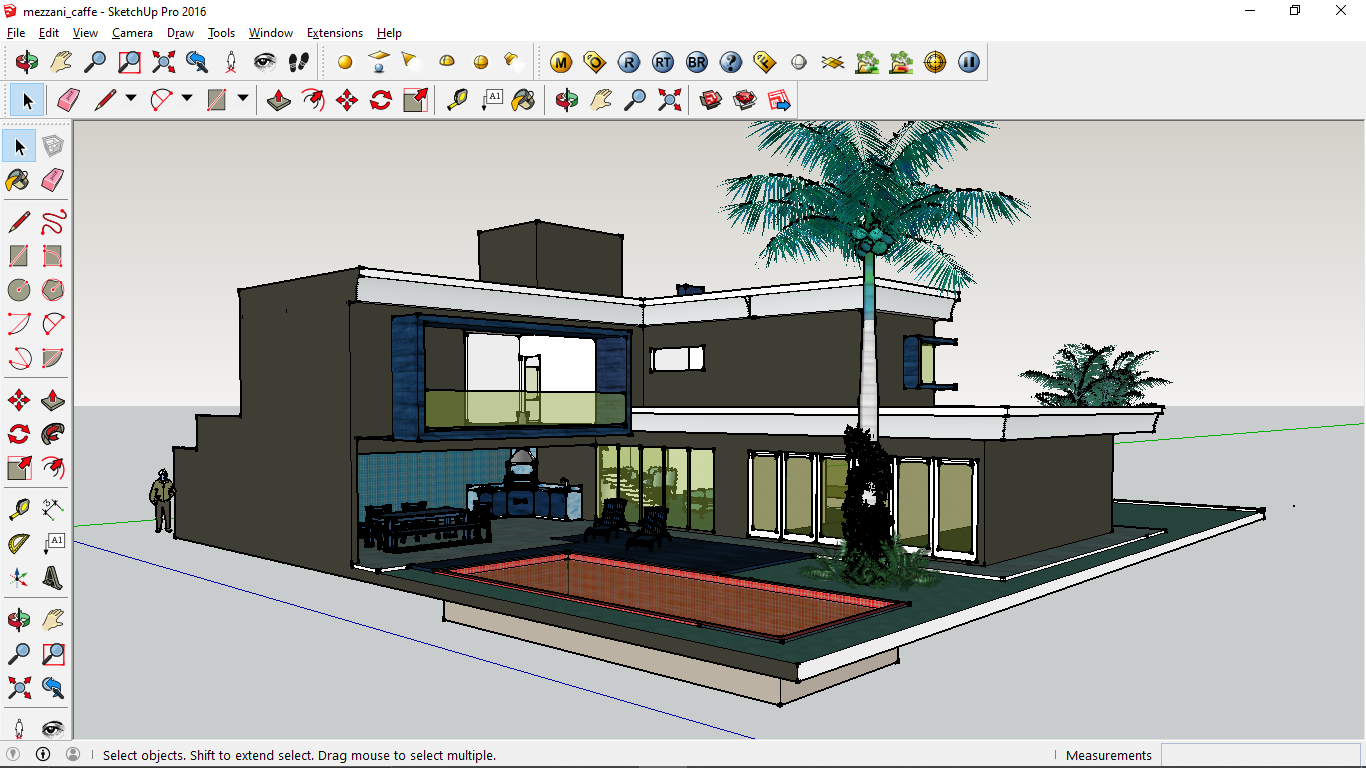 mezzani_caffe - SketchUp Pro 2016
File Edit View Camera Draw Tools Window Extensions Help
M R RT BR ?
A1
A1
Select objects. Shift to extend select. Drag mouse to select multiple. Measurements